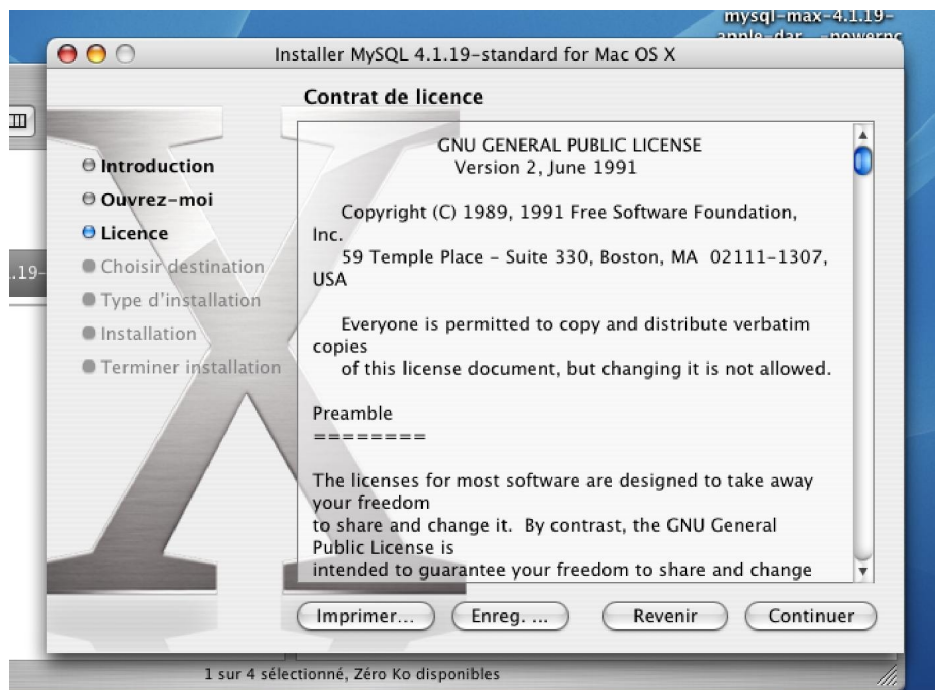 mysql-max-4.1.19-
apple-dar...-powerpc
Installer MySQL 4.1.19-standard for Mac OS X
Contrat de licence
Introduction
Ouvrez-moi
Licence
Choisir destination
Type d'installation
Installation
Terminer installation
.19-
GNU GENERAL PUBLIC LICENSE
Version 2, June 1991
Copyright (C) 1989, 1991 Free Software Foundation,
Inc.
59 Temple Place - Suite 330, Boston, MA 02111-1307,
USA
Everyone is permitted to copy and distribute verbatim
copies
of this license document, but changing it is not allowed.
Preamble
========
The licenses for most software are designed to take away
your freedom
to share and change it. By contrast, the GNU General
Public License is
intended to guarantee your freedom to share and change
Imprimer...
Enreg. ...
Revenir
Continuer
1 sur 4 sélectionné, Zéro Ko disponibles